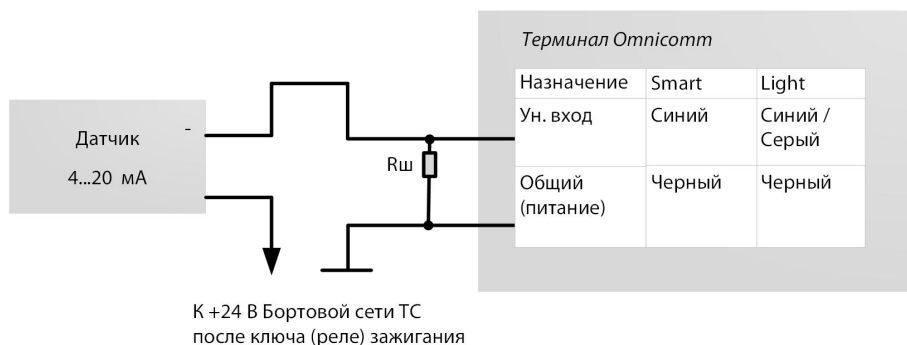 Терминал Omnicomm
Назначение Smart Light
Ун. вход Синий Синий /
Серый
Общий Черный Черный
(питание)
Датчик -
4...20 мА
Rш
К +24 В Бортовой сети ТС
после ключа (реле) зажигания